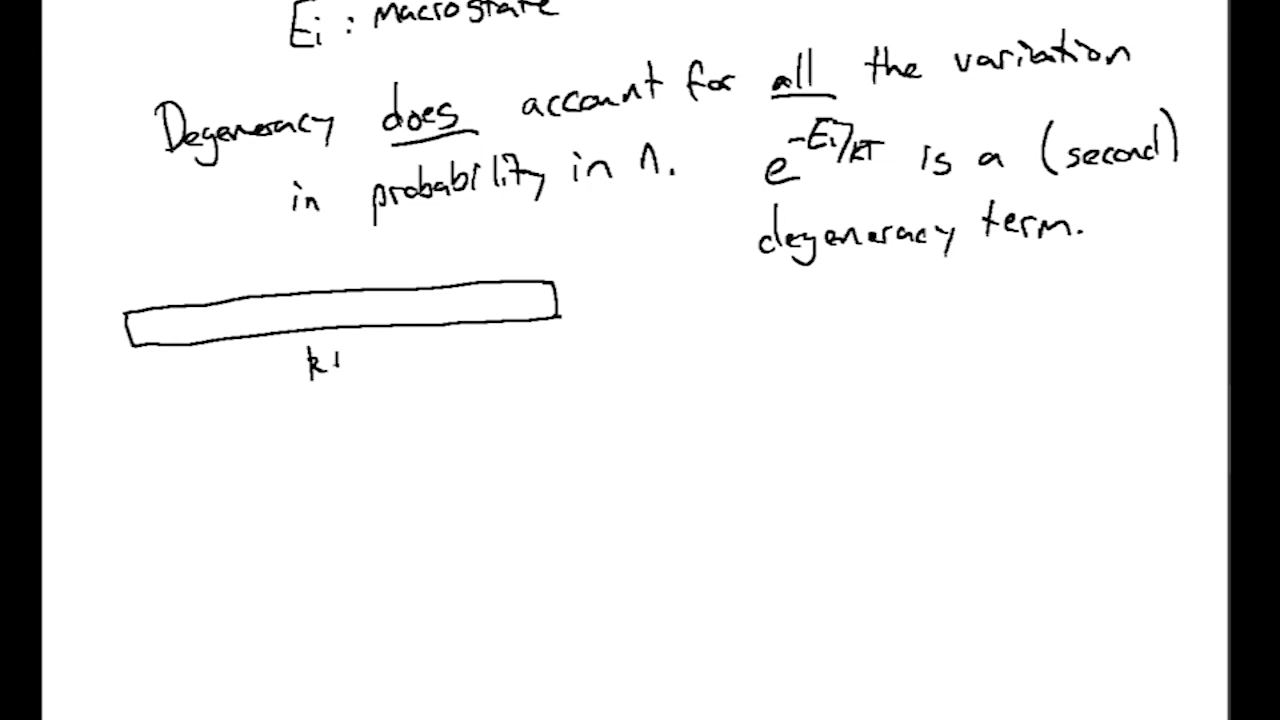 Ei : macrostate
Degeneracy does account for all the variation
in probability in Λ. e^-Ei/kT is a (second)
degeneracy term.